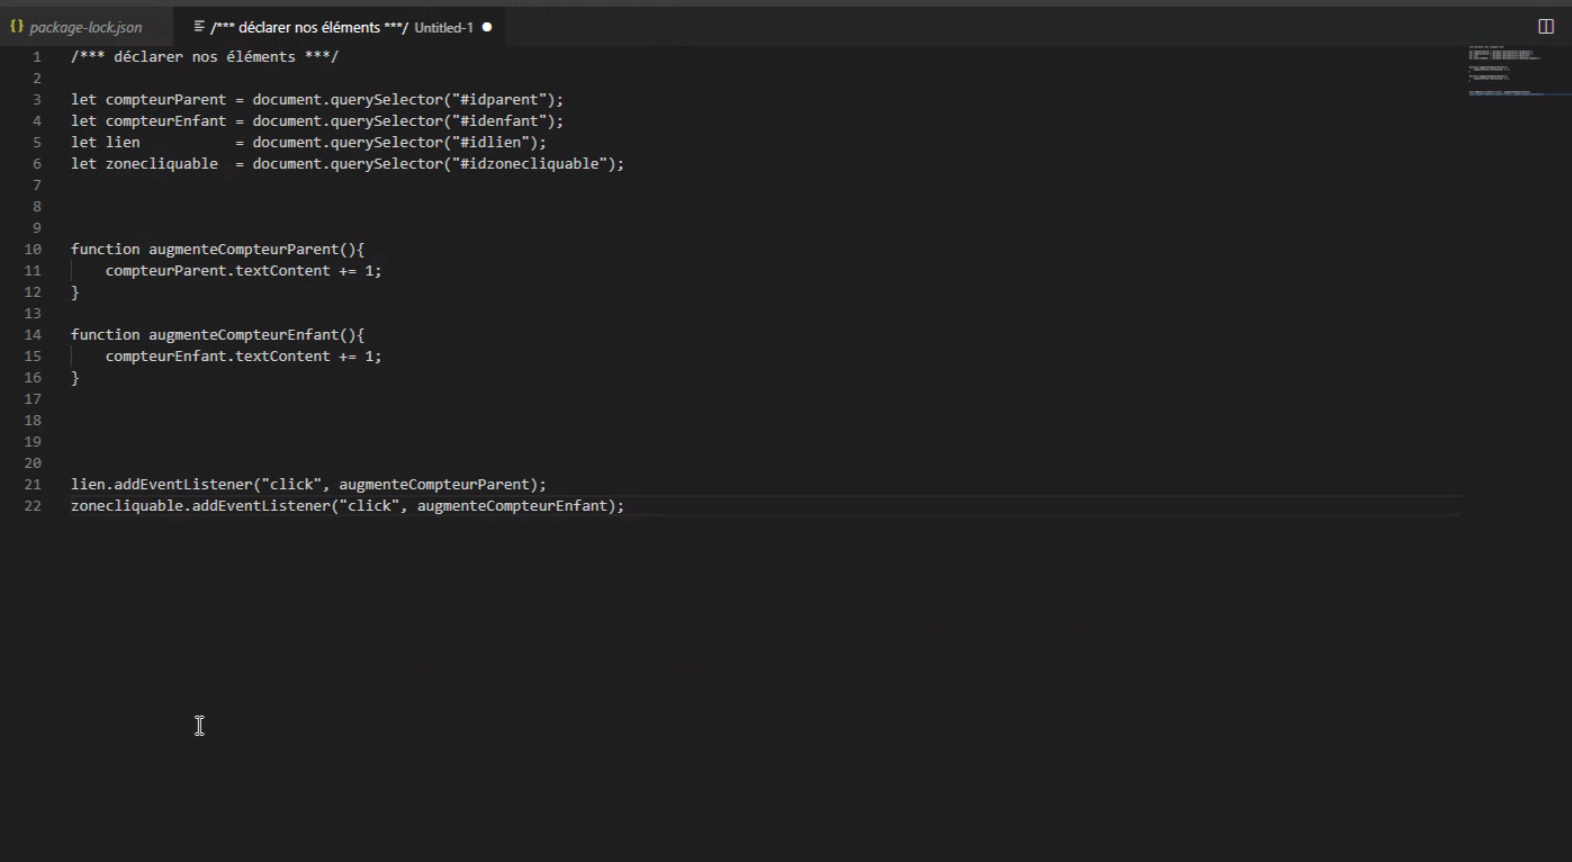 {} package-lock.json
/*** déclarer nos éléments ***/ Untitled-1
1 /*** déclarer nos éléments ***/
2
3 let compteurParent = document.querySelector("#idparent");
4 let compteurEnfant = document.querySelector("#idenfant");
5 let lien           = document.querySelector("#idlien");
6 let zonecliquable  = document.querySelector("#idzonecliquable");
7
8
9
10 function augmenteCompteurParent(){
11     compteurParent.textContent += 1;
12 }
13
14 function augmenteCompteurEnfant(){
15     compteurEnfant.textContent += 1;
16 }
17
18
19
20
21 lien.addEventListener("click", augmenteCompteurParent);
22 zonecliquable.addEventListener("click", augmenteCompteurEnfant);